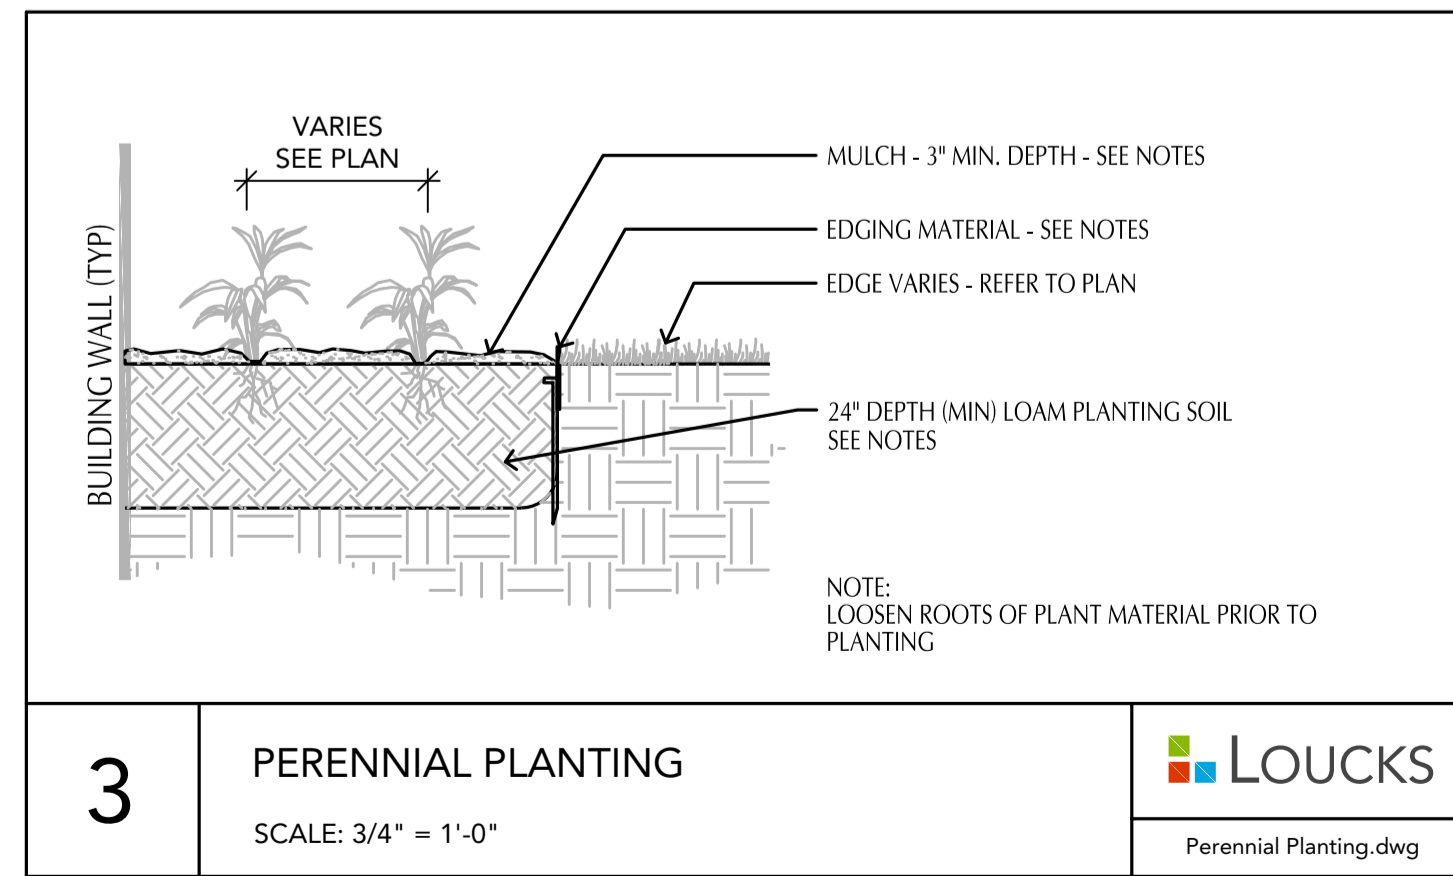 VARIES
SEE PLAN
BUILDING WALL (TYP)
MULCH - 3" MIN. DEPTH - SEE NOTES
EDGING MATERIAL - SEE NOTES
EDGE VARIES - REFER TO PLAN
24" DEPTH (MIN) LOAM PLANTING SOIL
SEE NOTES
NOTE:
LOOSEN ROOTS OF PLANT MATERIAL PRIOR TO
PLANTING
3
PERENNIAL PLANTING
SCALE: 3/4" = 1'-0"
LOUCKS
Perennial Planting.dwg